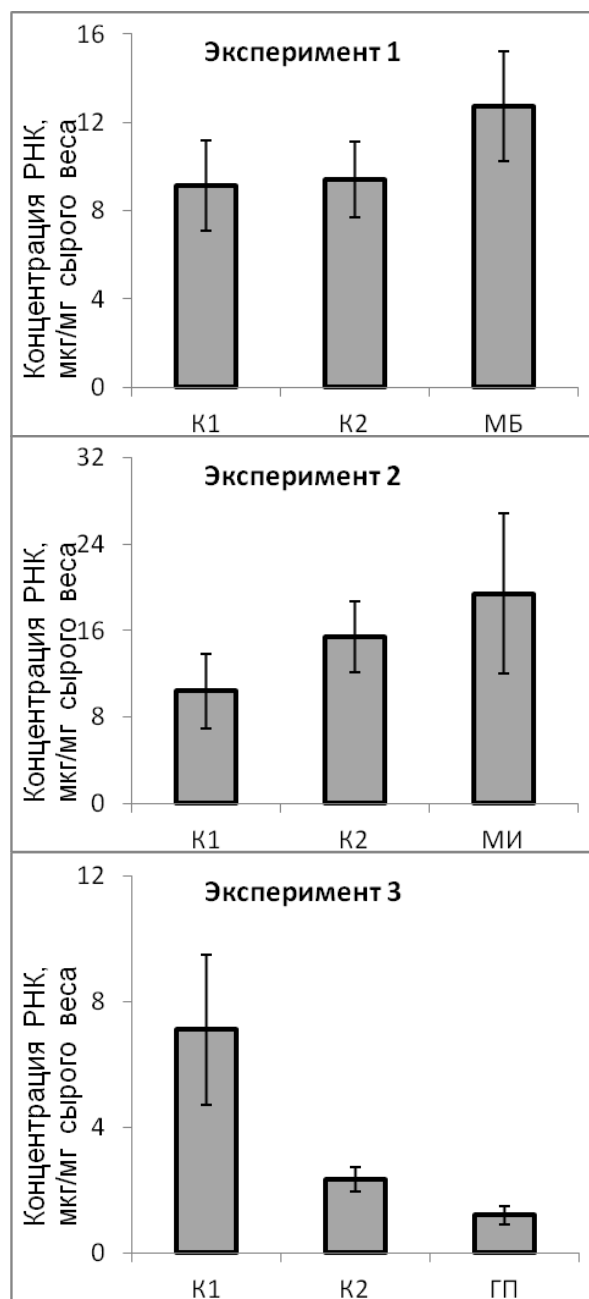 Эксперимент 1
Концентрация РНК,
мкг/мг сырого веса
16
12
8
4
0
К1 К2 МБ
Эксперимент 2
Концентрация РНК,
мкг/мг сырого веса
32
24
16
8
0
К1 К2 МИ
Эксперимент 3
Концентрация РНК,
мкг/мг сырого веса
12
8
4
0
К1 К2 ГП